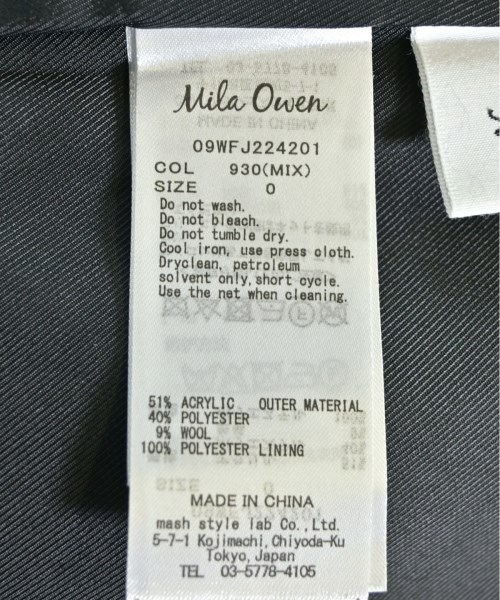 Mila Owen
09WFJ224201
COL 930(MIX)
SIZE 0
Do not wash.
Do not bleach.
Do not tumble dry.
Cool iron, use press cloth.
Dryclean, petroleum
solvent only,short cycle.
Use the net when cleaning.
51% ACRYLIC OUTER MATERIAL
40% POLYESTER
9% WOOL
100% POLYESTER LINING
MADE IN CHINA
mash style lab Co.,Ltd.
5-7-1 Kojimachi,Chiyoda-Ku
Tokyo,Japan
TEL 03-5778-4105